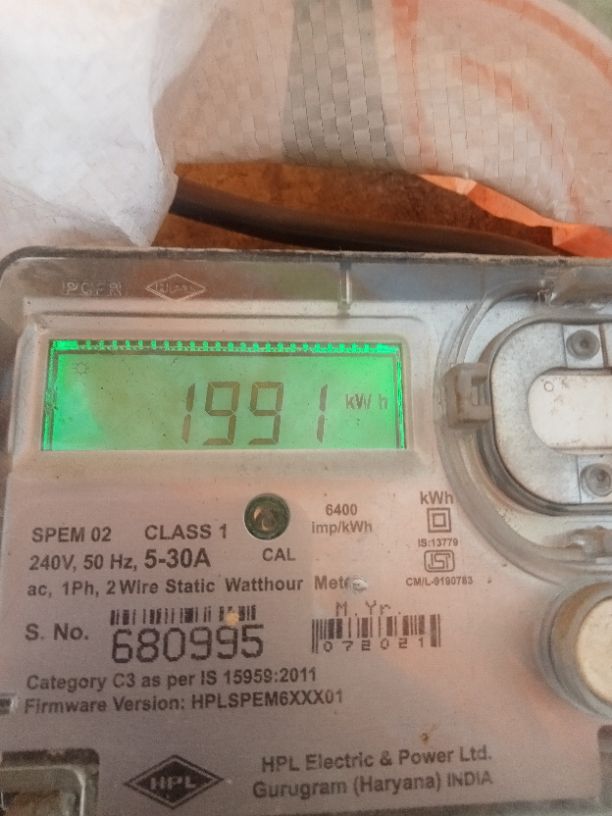 1991 kWh
6400
imp/kWh
kWh
IS:13779
CM/L-9190783
SPEM 02 CLASS 1
240V, 50 Hz, 5-30A
CAL
ac, 1Ph, 2 Wire Static Watthour Meter
M.Yr.
S. No. 680995
072021
Category C3 as per IS 15959:2011
Firmware Version: HPLSPEM6XXX01
HPL
HPL Electric & Power Ltd.
Gurugram (Haryana) INDIA